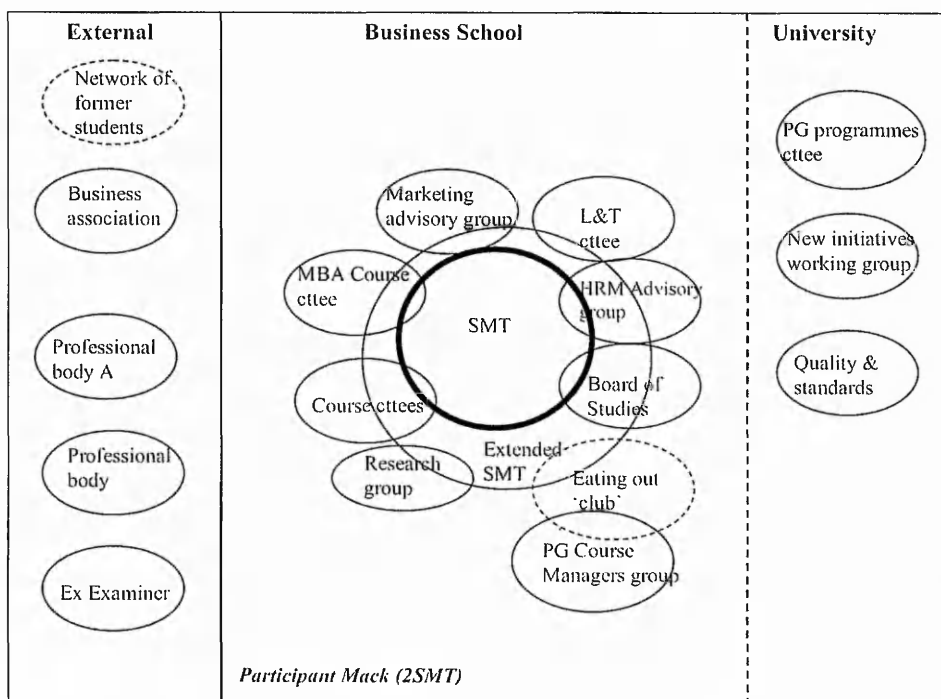 External
Network of
former
students
Business
association
Professional
body A
Professional
body
Ex Examiner
Business School
Marketing
advisory group
L&T
cttee
MBA Course
cttee
SMT
HRM Advisory
group
Course cttees
Board of
Studies
Research
group
Extended
SMT
Eating out
'club'
PG Course
Managers group
Participant Mack (2SMT)
University
PG programmes
cttee
New initiatives
working group
Quality &
standards